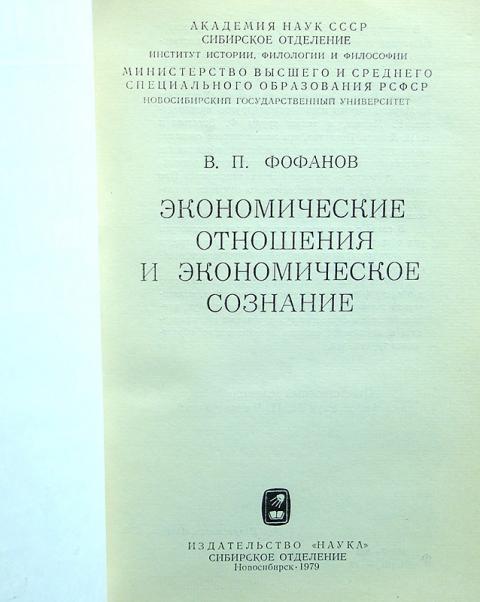 АКАДЕМИЯ НАУК СССР
СИБИРСКОЕ ОТДЕЛЕНИЕ
ИНСТИТУТ ИСТОРИИ, ФИЛОЛОГИИ И ФИЛОСОФИИ
МИНИСТЕРСТВО ВЫСШЕГО И СРЕДНЕГО
СПЕЦИАЛЬНОГО ОБРАЗОВАНИЯ РСФСР
НОВОСИБИРСКИЙ ГОСУДАРСТВЕННЫЙ УНИВЕРСИТЕТ
В. П. ФОФАНОВ
ЭКОНОМИЧЕСКИЕ
ОТНОШЕНИЯ
И ЭКОНОМИЧЕСКОЕ
СОЗНАНИЕ
ИЗДАТЕЛЬСТВО «НАУКА»
СИБИРСКОЕ ОТДЕЛЕНИЕ
Новосибирск · 1979